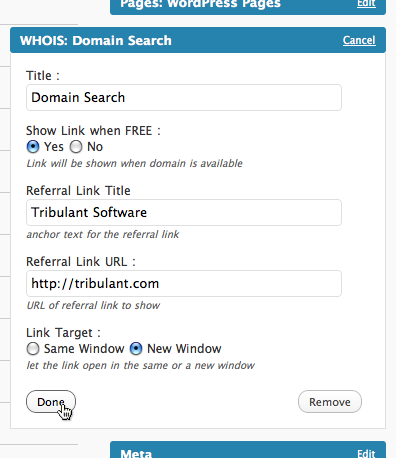 Pages: WordPress Pages Edit
WHOIS: Domain Search Cancel
Title :
Domain Search
Show Link when FREE :
Yes No
Link will be shown when domain is available
Referral Link Title
Tribulant Software
anchor text for the referral link
Referral Link URL :
http://tribulant.com
URL of referral link to show
Link Target :
Same Window New Window
let the link open in the same or a new window
Done Remove
Meta Edit